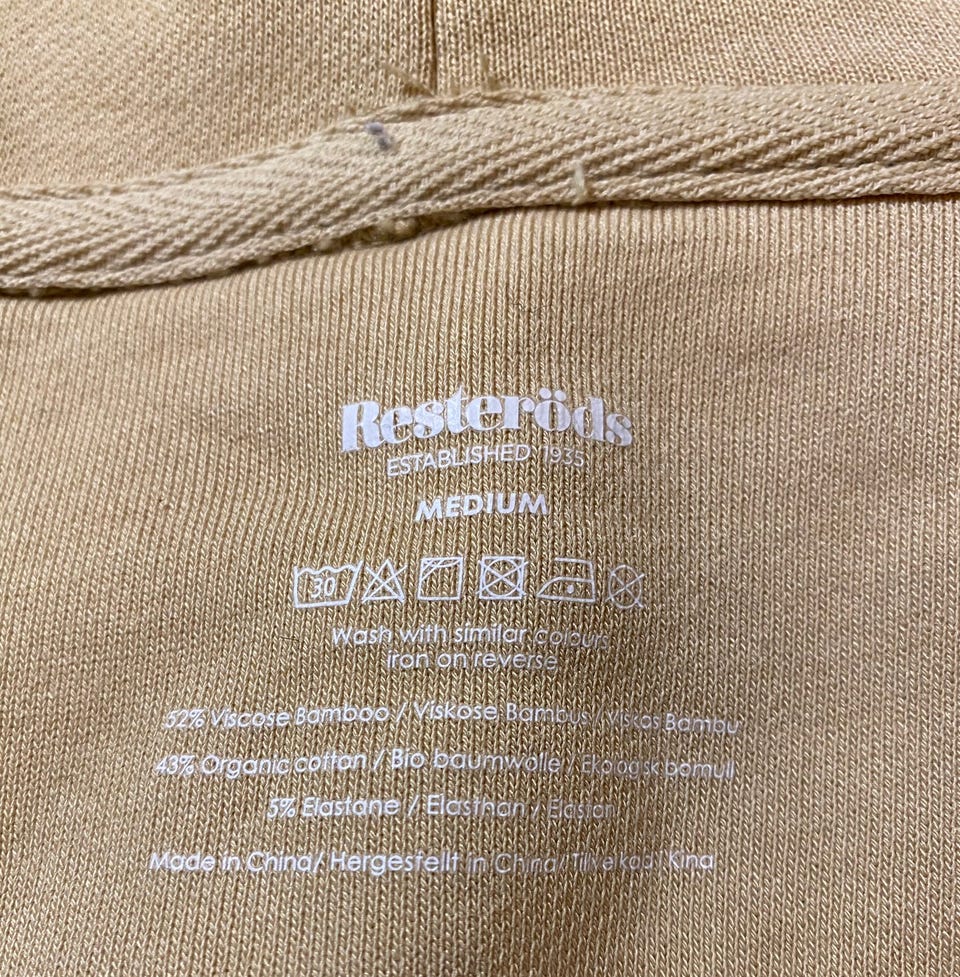 Resteröds
ESTABLISHED 1935
MEDIUM
30
Wash with similar colours
iron on reverse
52% Viscose Bamboo / Viskose Bambus / Viskos Bambu
43% Organic cotton / Bio baumwolle / Ekologisk bomull
5% Elastane / Elasthan / Elastan
Made in China/ Hergestellt in China/ Tillverkad i Kina